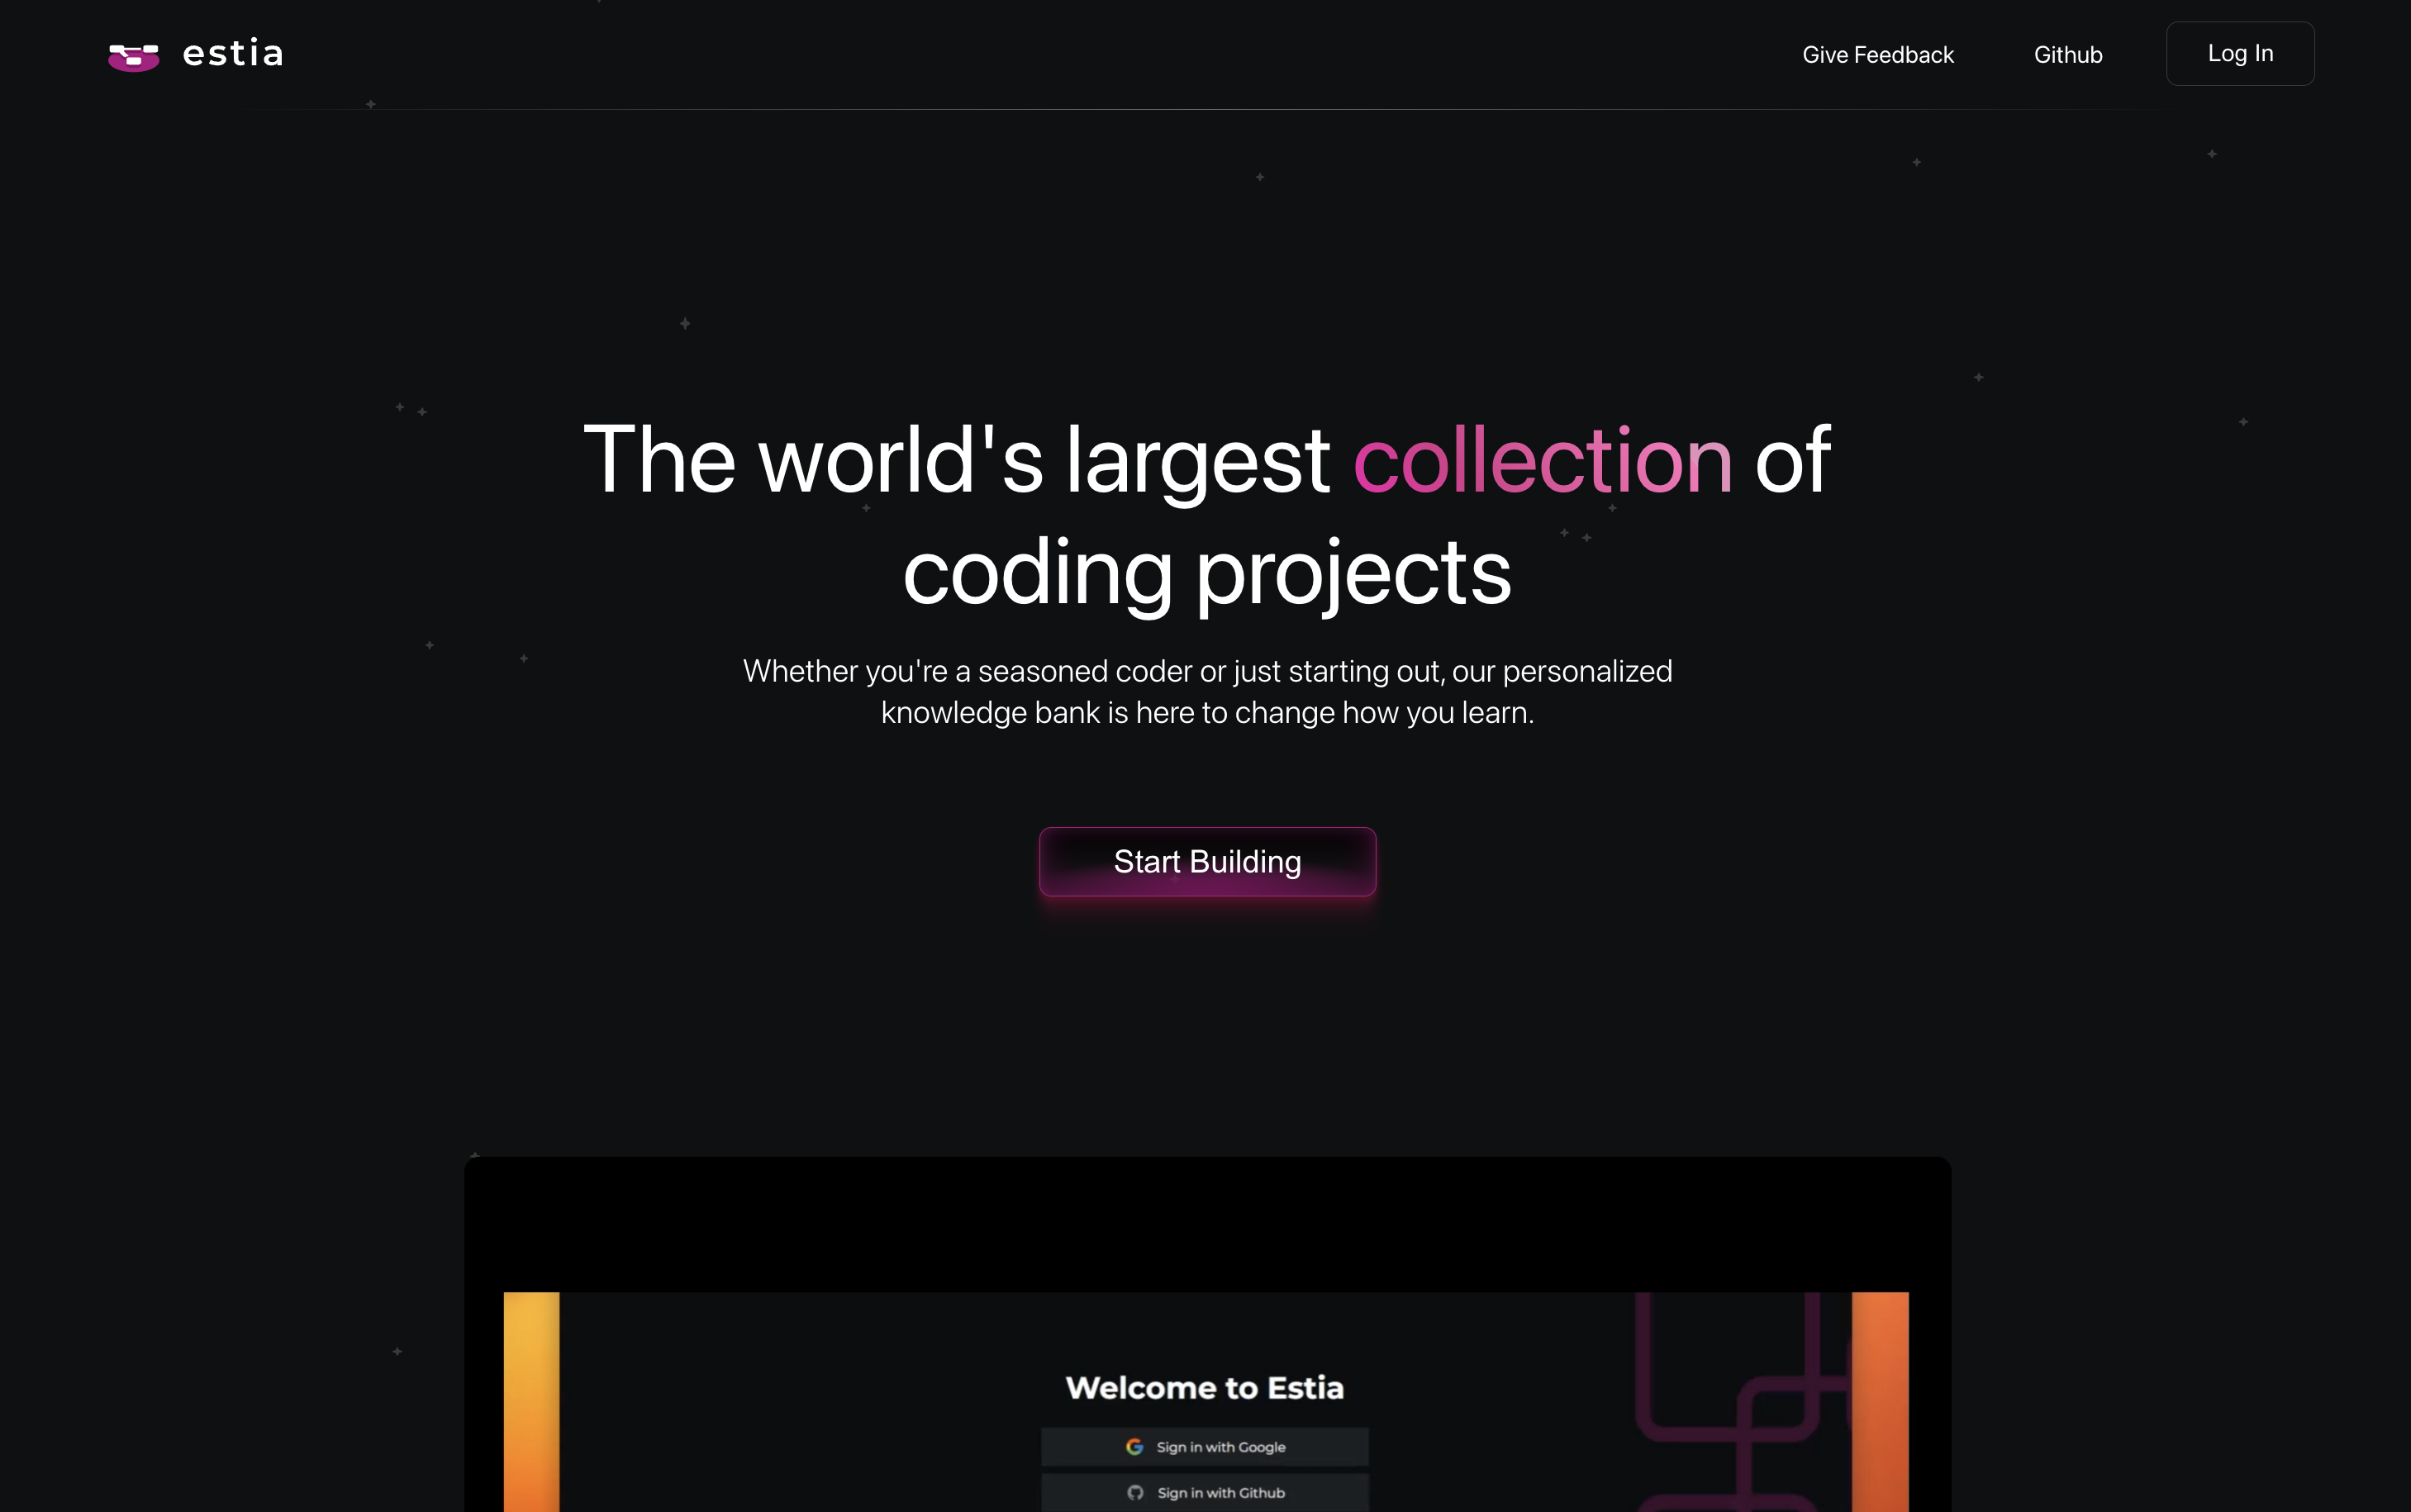 estia
Give Feedback
Github
Log In
The world's largest collection of
coding projects
Whether you're a seasoned coder or just starting out, our personalized
knowledge bank is here to change how you learn.
Start Building
Welcome to Estia
Sign in with Google
Sign in with Github